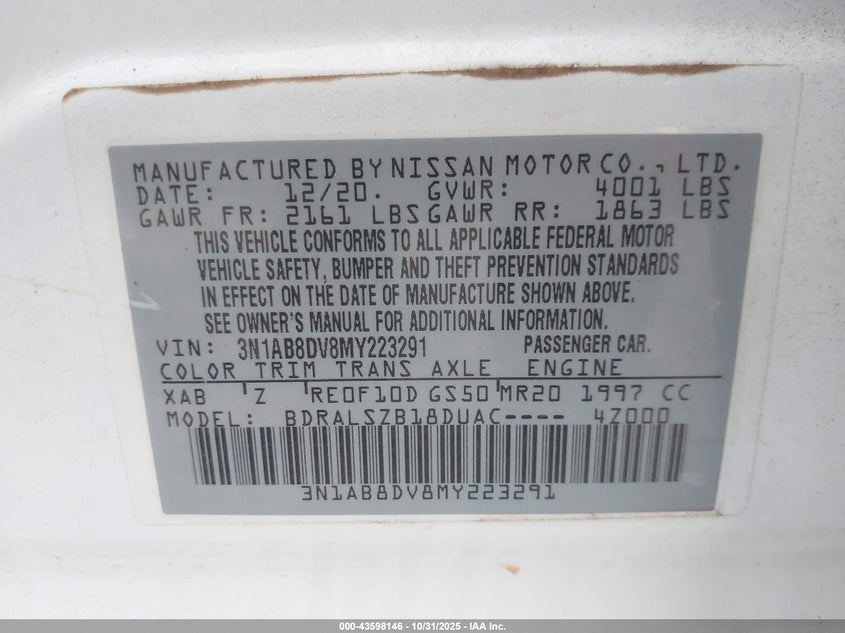 MANUFACTURED BY NISSAN MOTOR CO., LTD.
DATE: 12/20. GVWR: 4001 LBS
GAWR FR: 2161 LBS GAWR RR: 1863 LBS
THIS VEHICLE CONFORMS TO ALL APPLICABLE FEDERAL MOTOR
VEHICLE SAFETY, BUMPER AND THEFT PREVENTION STANDARDS
IN EFFECT ON THE DATE OF MANUFACTURE SHOWN ABOVE.
SEE OWNER'S MANUAL FOR ADDITIONAL INFORMATION.
VIN: 3N1AB8DV8MY223291 PASSENGER CAR.
COLOR TRIM TRANS AXLE ENGINE
XAB Z RE0F10D GS50 MR20 1997 CC
MODEL: BDRALSZB18DUAC---- 4Z000
3N1AB8DV8MY223291
000-43598146 - 10/31/2025 - IAA Inc.